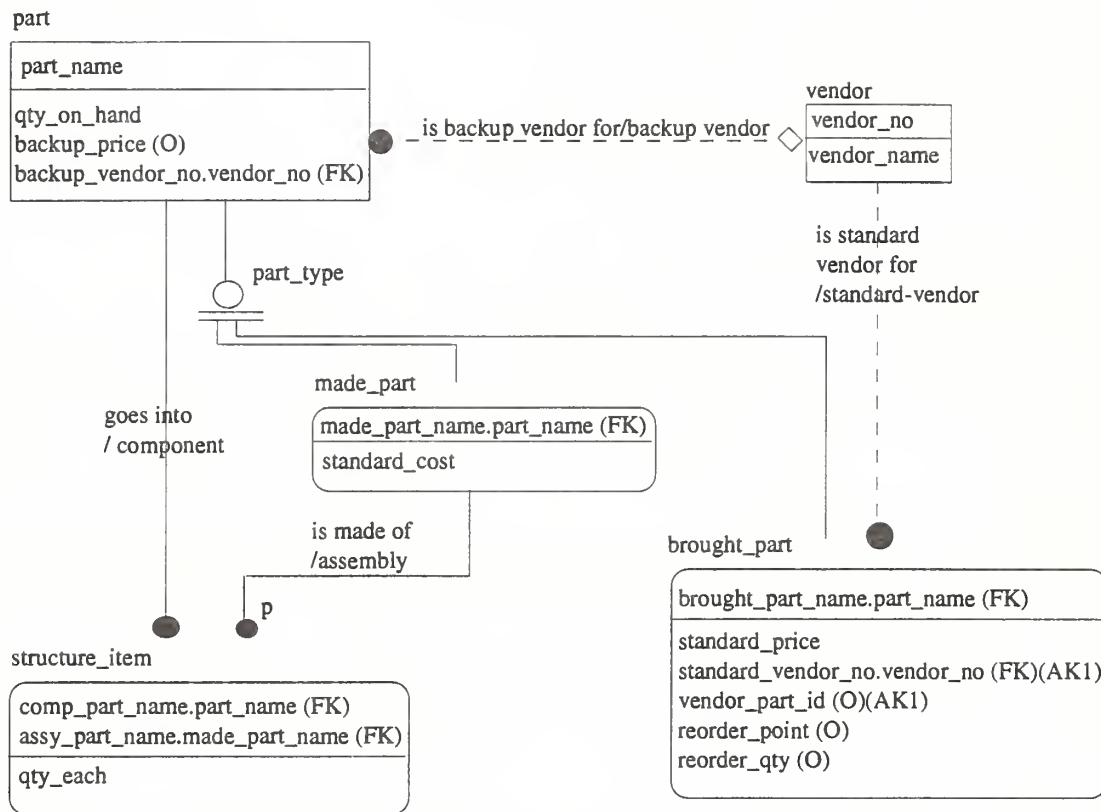 part
part_name
qty_on_hand
backup_price (O)
backup_vendor_no.vendor_no (FK)
is backup vendor for/backup vendor
vendor
vendor_no
vendor_name
is standard
vendor for
/standard-vendor
part_type
goes into
/ component
made_part
made_part_name.part_name (FK)
standard_cost
is made of
/assembly
p
structure_item
comp_part_name.part_name (FK)
assy_part_name.made_part_name (FK)
qty_each
brought_part
brought_part_name.part_name (FK)
standard_price
standard_vendor_no.vendor_no (FK)(AK1)
vendor_part_id (O)(AK1)
reorder_point (O)
reorder_qty (O)